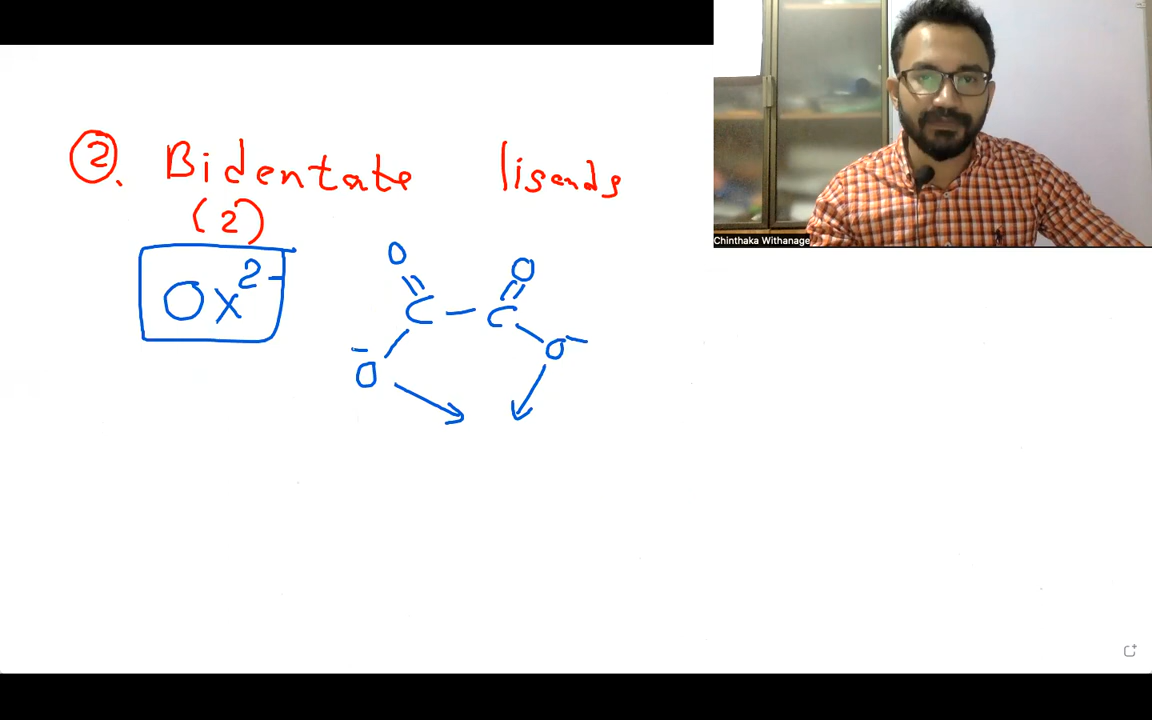 ②. Bidentate ligands
(2)
Ox²⁻
O O
C — C
⁻O O⁻
Chinthaka Withanage